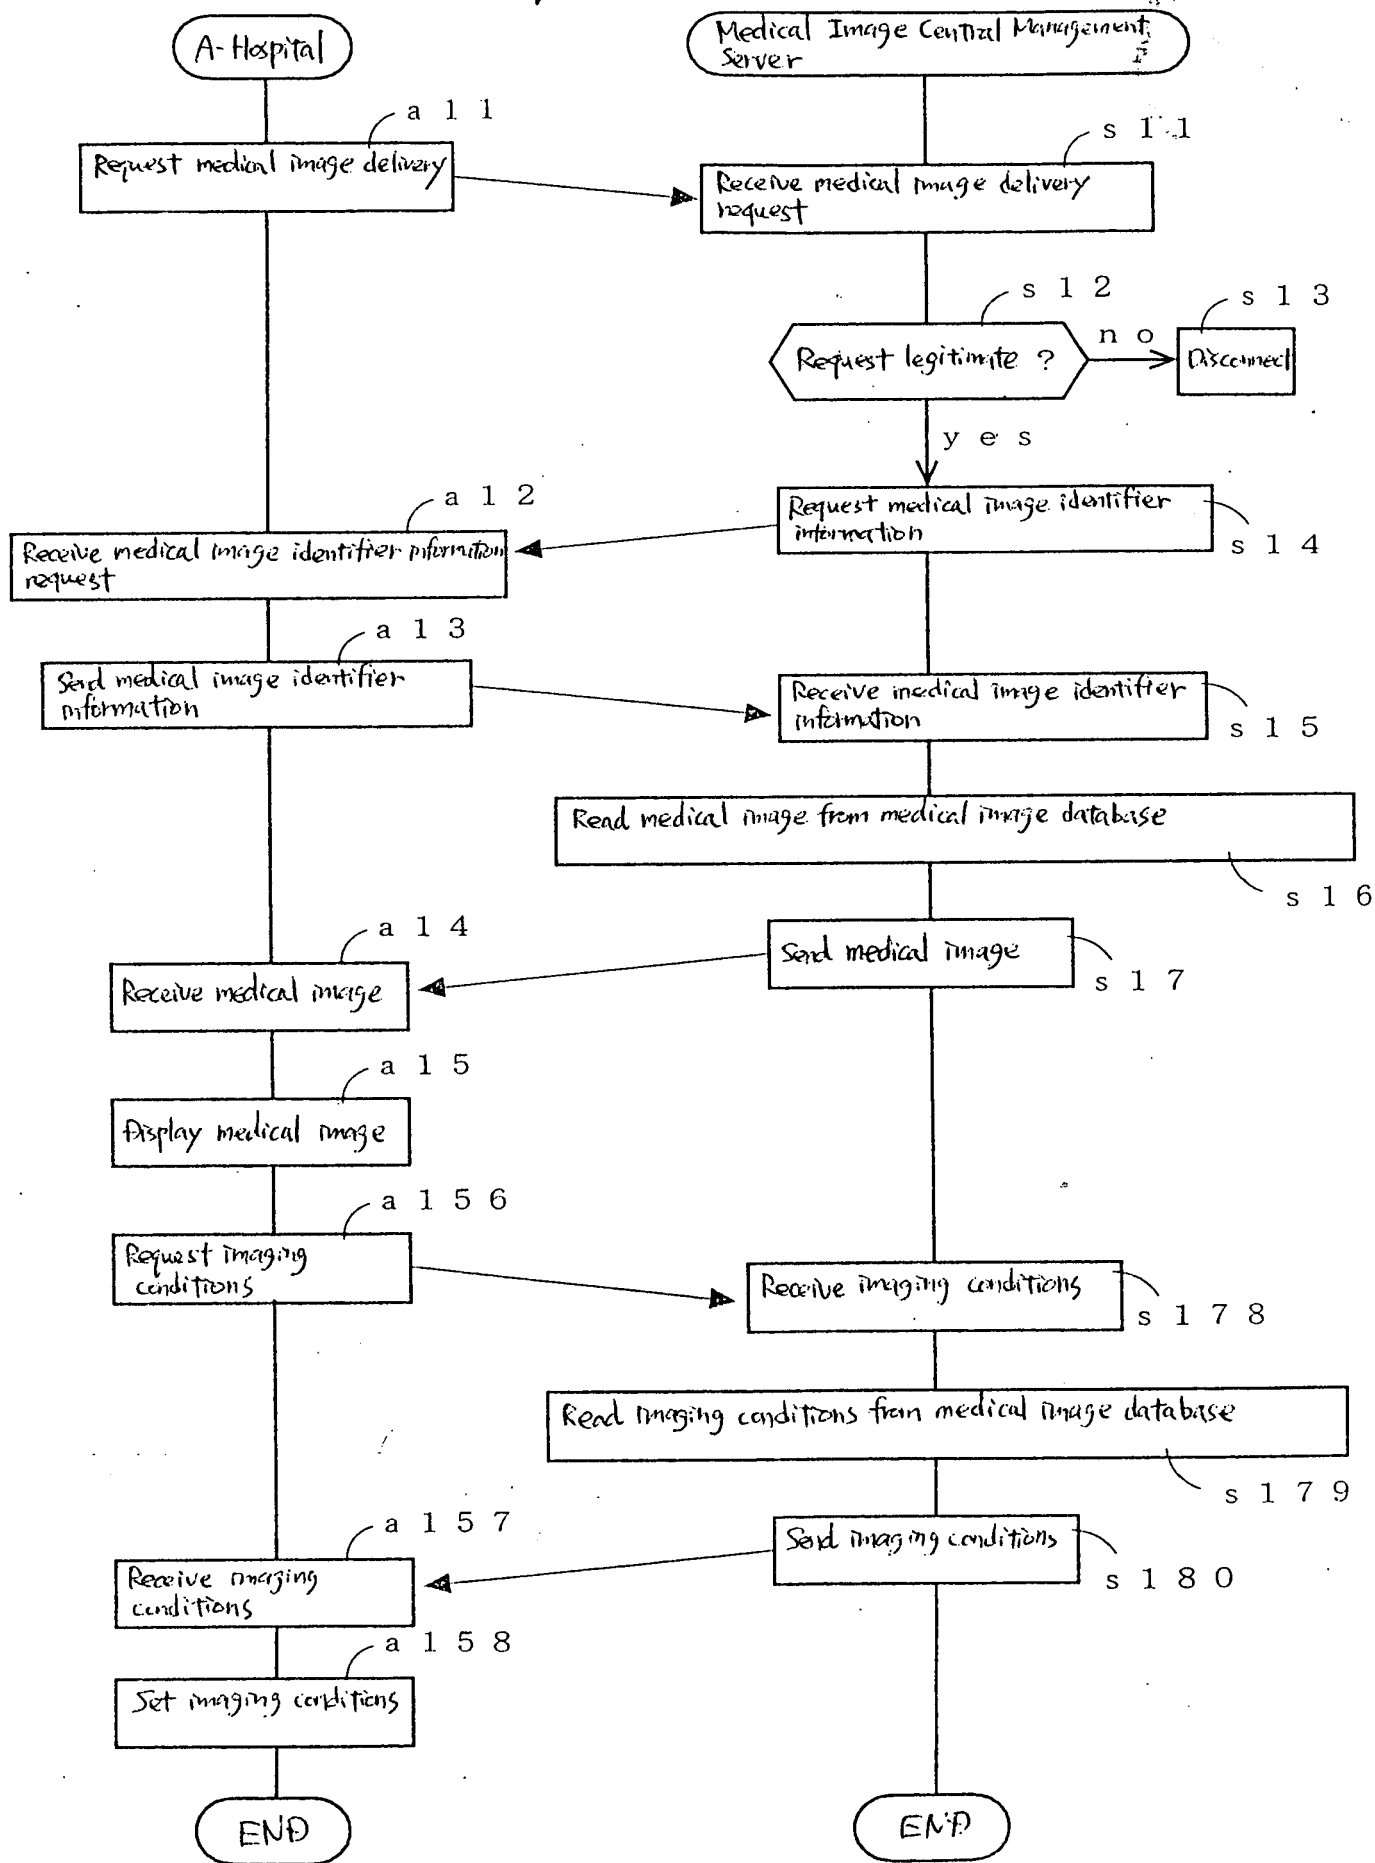 A-Hospital
Medical Image Central Management
Server
a 1 1
Request medical image delivery
s 1 1
Receive medical image delivery
request
s 1 2
Request legitimate ?
n o
s 1 3
Disconnect
y e s
a 1 2
Receive medical image identifier information
request
Request medical image identifier
information
s 1 4
a 1 3
Send medical image identifier
information
Receive medical image identifier
information
s 1 5
Read medical image from medical image database
s 1 6
a 1 4
Receive medical image
Send medical image
s 1 7
a 1 5
Display medical image
a 1 5 6
Request imaging
conditions
Receive imaging conditions
s 1 7 8
Read imaging conditions from medical image database
s 1 7 9
a 1 5 7
Receive imaging
conditions
Send imaging conditions
s 1 8 0
a 1 5 8
Set imaging conditions
END
END